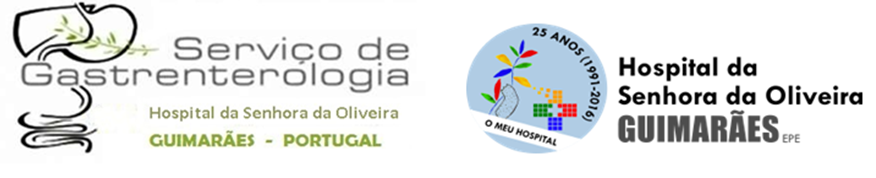 Serviço de
Gastrenterologia
Hospital da Senhora da Oliveira
GUIMARÃES - PORTUGAL
25 ANOS (1991-2016)
O MEU HOSPITAL
Hospital da
Senhora da Oliveira
GUIMARÃES EPE